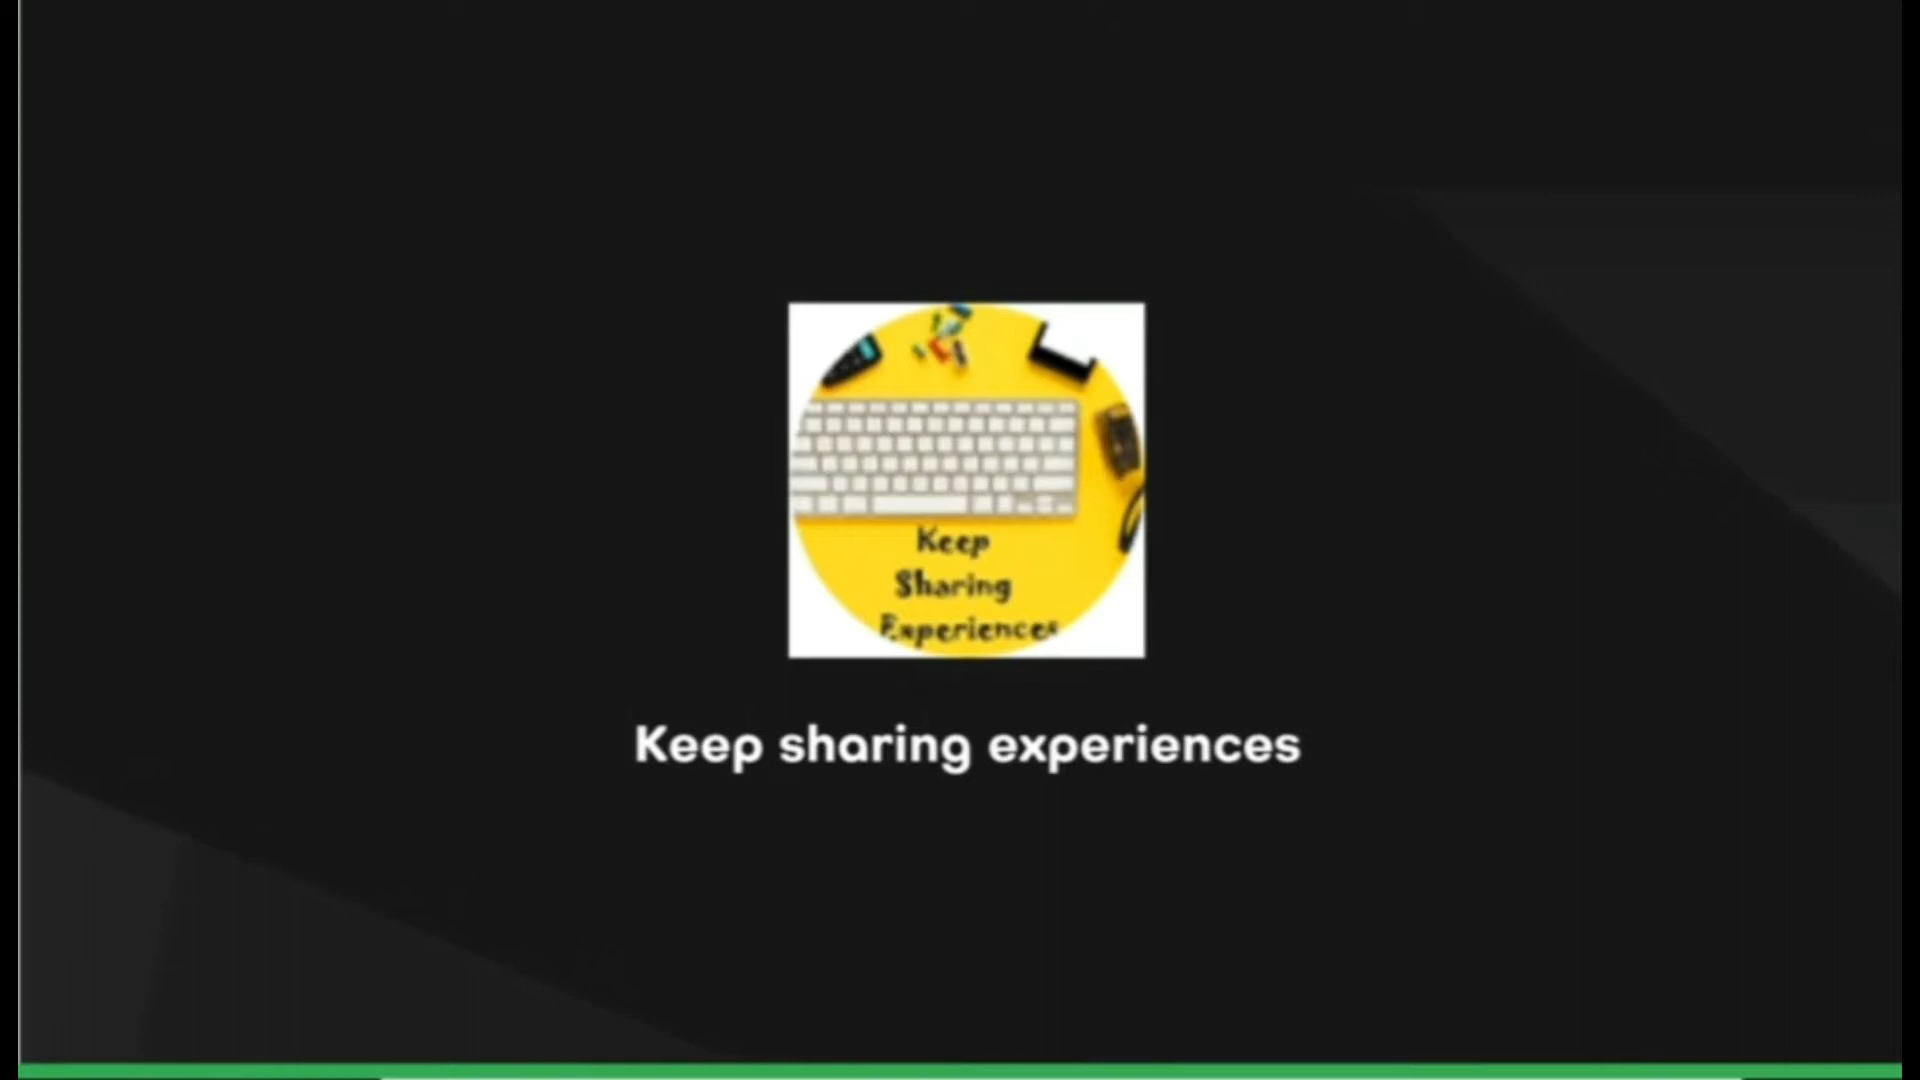 Keep
Sharing
Experiences
Keep sharing experiences